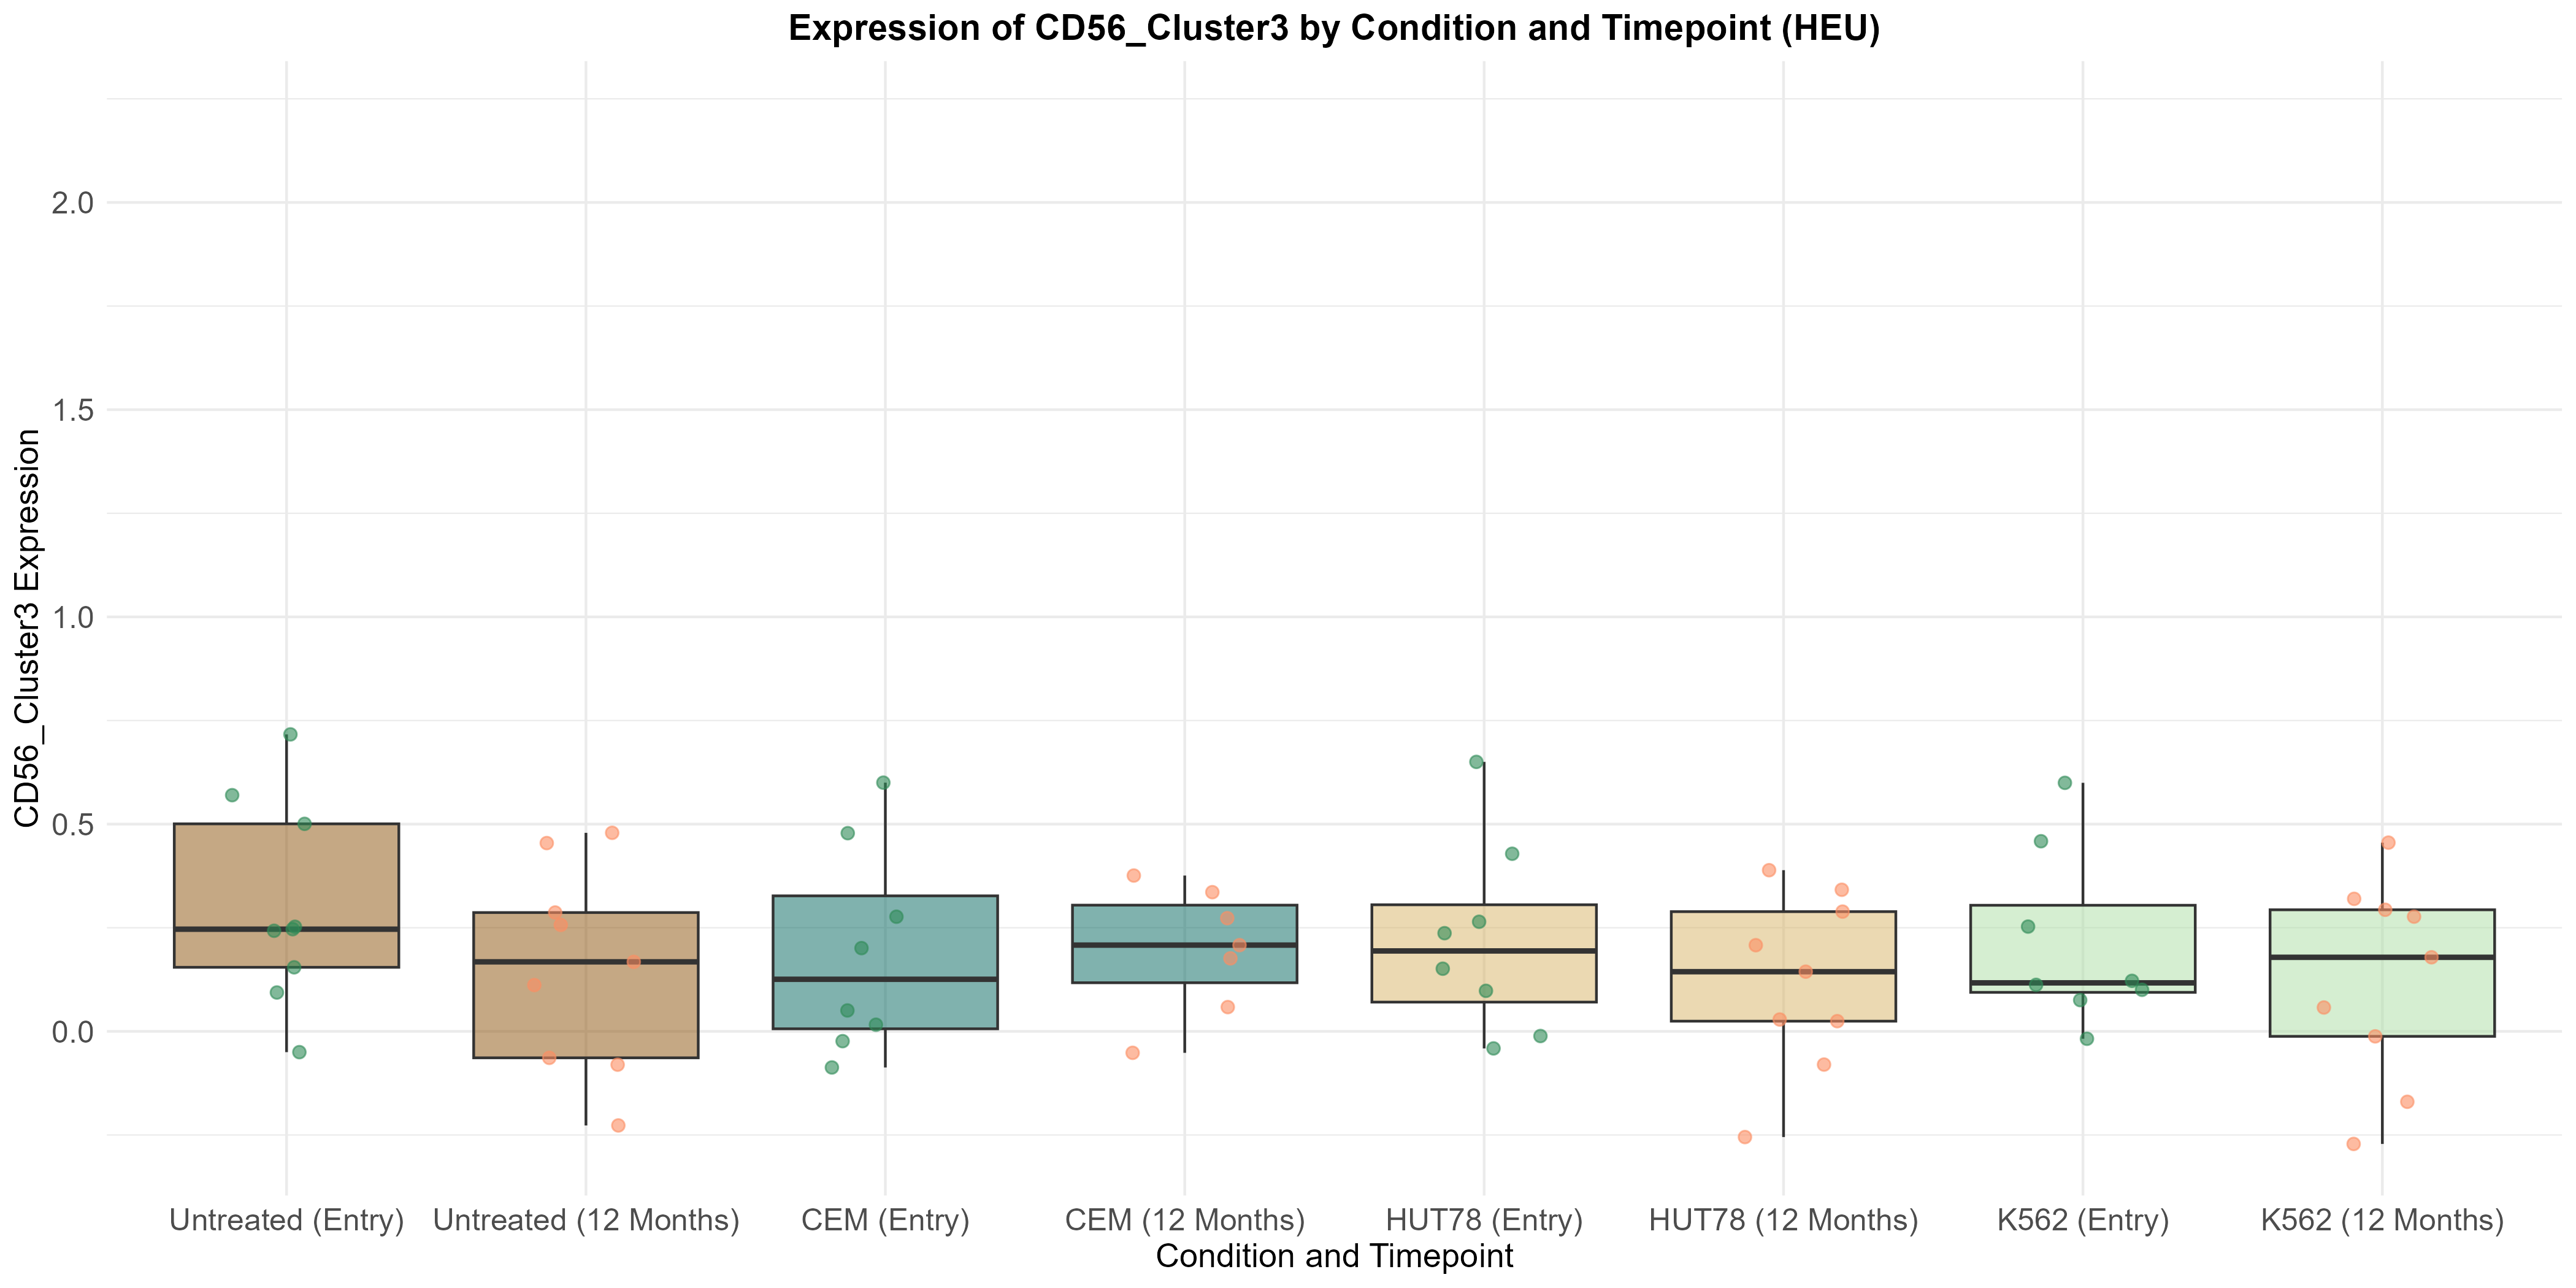 Expression of CD56_Cluster3 by Condition and Timepoint (HEU)
CD56_Cluster3 Expression
2.0
1.5
1.0
0.5
0.0
Untreated (Entry)
Untreated (12 Months)
CEM (Entry)
CEM (12 Months)
HUT78 (Entry)
HUT78 (12 Months)
K562 (Entry)
K562 (12 Months)
Condition and Timepoint